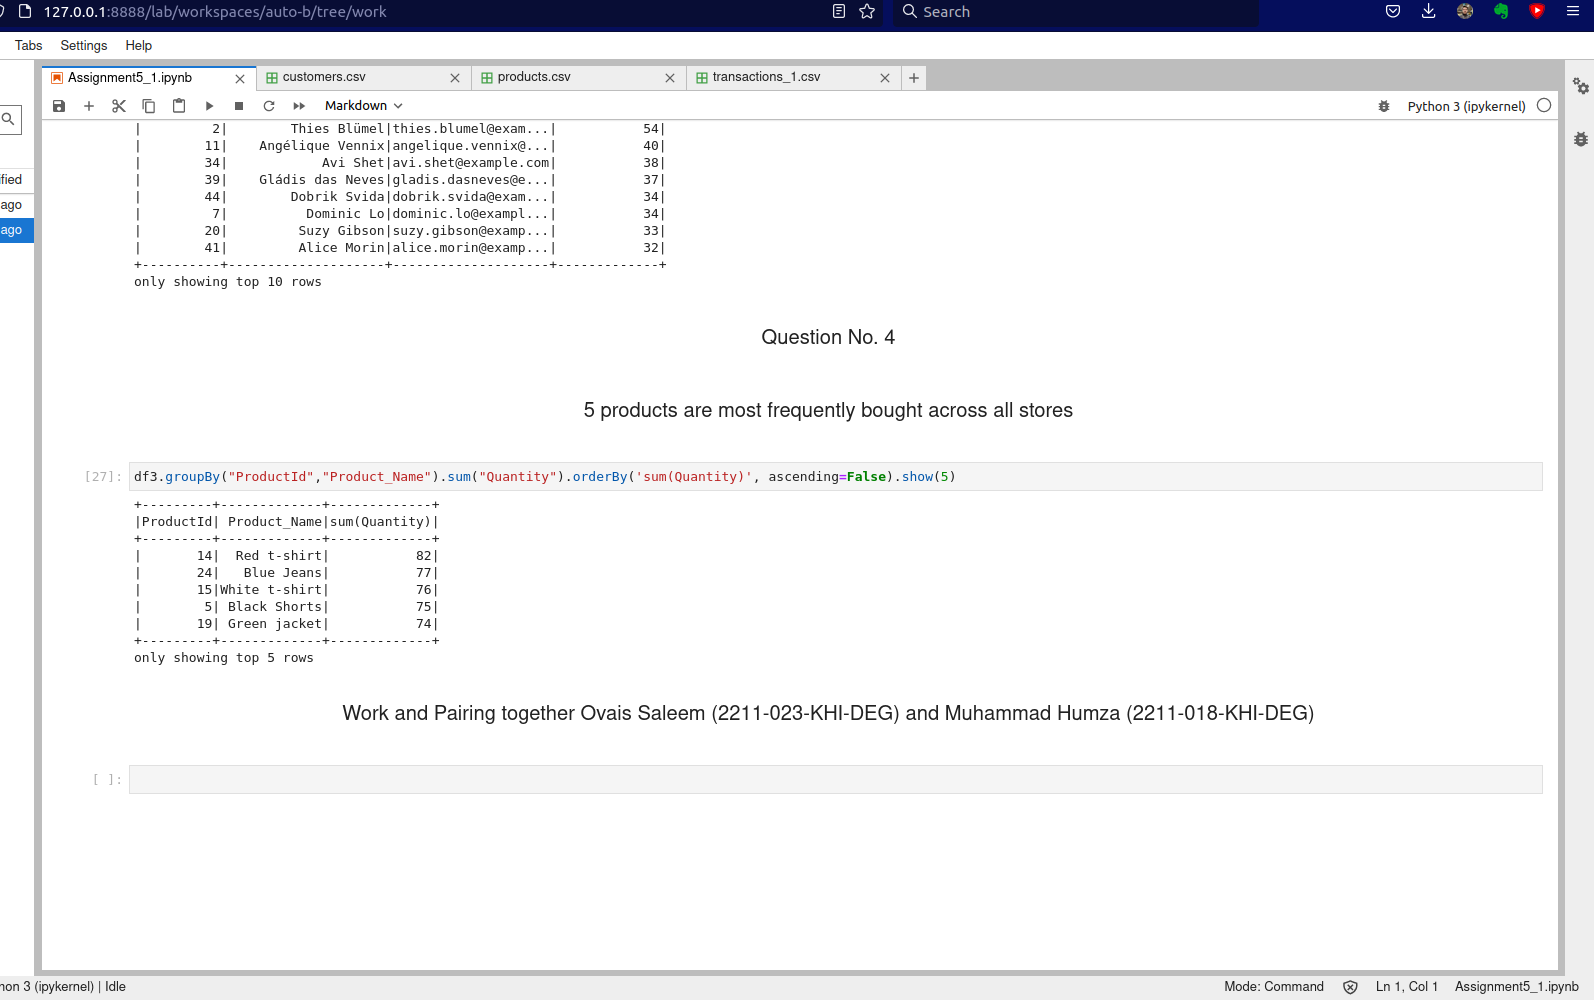 127.0.0.1:8888/lab/workspaces/auto-b/tree/work
Search
Tabs Settings Help
Assignment5_1.ipynb
customers.csv
products.csv
transactions_1.csv
Markdown
Python 3 (ipykernel)
ified
ago
ago
|         2|        Thies Blümel|thies.blumel@exam...|           54|
|        11|    Angélique Vennix|angelique.vennix@...|           40|
|        34|            Avi Shet|avi.shet@example.com|           38|
|        39|    Gládis das Neves|gladis.dasneves@e...|           37|
|        44|        Dobrik Svida|dobrik.svida@exam...|           34|
|         7|          Dominic Lo|dominic.lo@exampl...|           34|
|        20|         Suzy Gibson|suzy.gibson@examp...|           33|
|        41|         Alice Morin|alice.morin@examp...|           32|
+----------+--------------------+--------------------+-------------+
only showing top 10 rows
Question No. 4
5 products are most frequently bought across all stores
[27]: df3.groupBy("ProductId","Product_Name").sum("Quantity").orderBy('sum(Quantity)', ascending=False).show(5)
+---------+-------------+-------------+
|ProductId| Product_Name|sum(Quantity)|
+---------+-------------+-------------+
|       14|  Red t-shirt|           82|
|       24|   Blue Jeans|           77|
|       15|White t-shirt|           76|
|        5| Black Shorts|           75|
|       19| Green jacket|           74|
+---------+-------------+-------------+
only showing top 5 rows
Work and Pairing together Ovais Saleem (2211-023-KHI-DEG) and Muhammad Humza (2211-018-KHI-DEG)
[ ]:
hon 3 (ipykernel) | Idle
Mode: Command
Ln 1, Col 1
Assignment5_1.ipynb